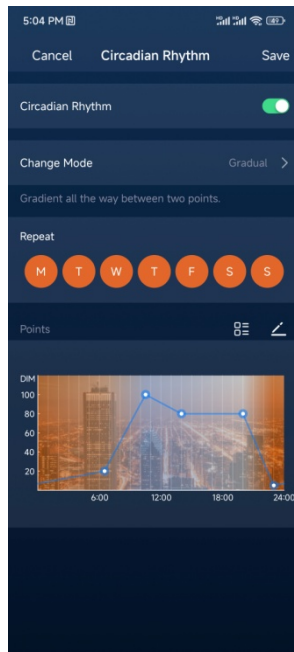 5:04 PM
49
Cancel Circadian Rhythm Save
Circadian Rhythm
Change Mode Gradual
Gradient all the way between two points.
Repeat
M T W T F S S
Points
DIM
100
80
60
40
20
6:00 12:00 18:00 24:00